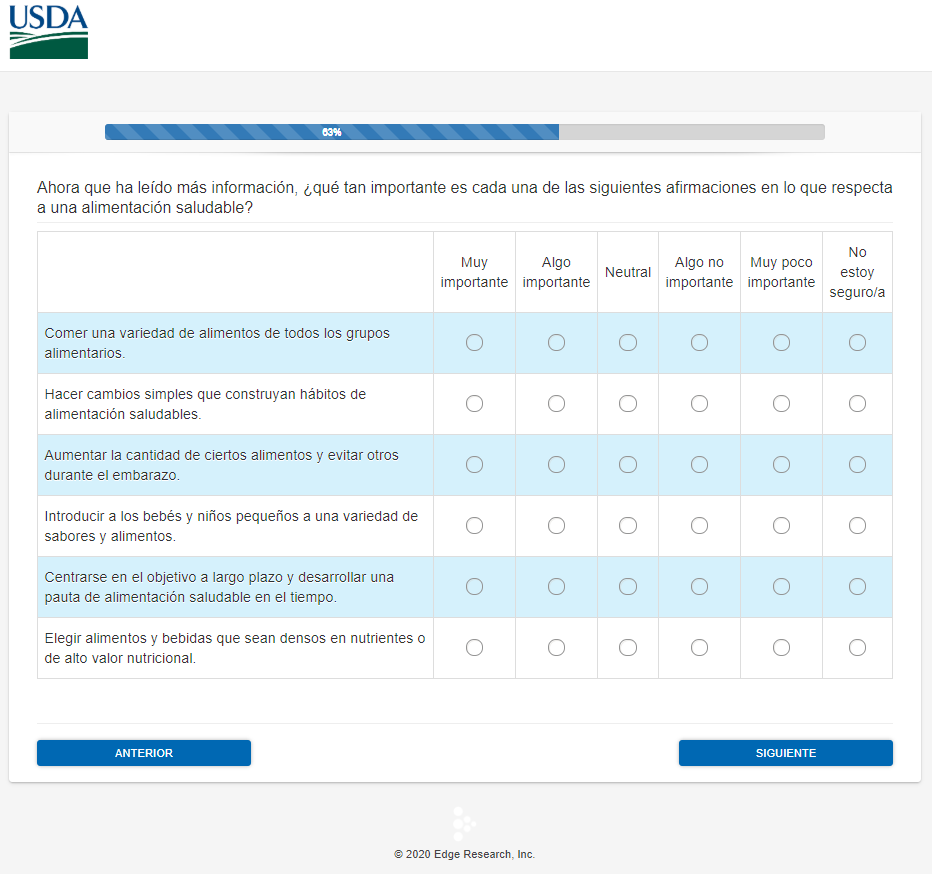 USDA
63%
Ahora que ha leído más información, ¿qué tan importante es cada una de las siguientes afirmaciones en lo que respecta
a una alimentación saludable?
Muy
importante
Algo
importante
Neutral
Algo no
importante
Muy poco
importante
No
estoy
seguro/a
Comer una variedad de alimentos de todos los grupos
alimentarios.
Hacer cambios simples que construyan hábitos de
alimentación saludables.
Aumentar la cantidad de ciertos alimentos y evitar otros
durante el embarazo.
Introducir a los bebés y niños pequeños a una variedad de
sabores y alimentos.
Centrarse en el objetivo a largo plazo y desarrollar una
pauta de alimentación saludable en el tiempo.
Elegir alimentos y bebidas que sean densos en nutrientes o
de alto valor nutricional.
ANTERIOR
SIGUIENTE
© 2020 Edge Research, Inc.